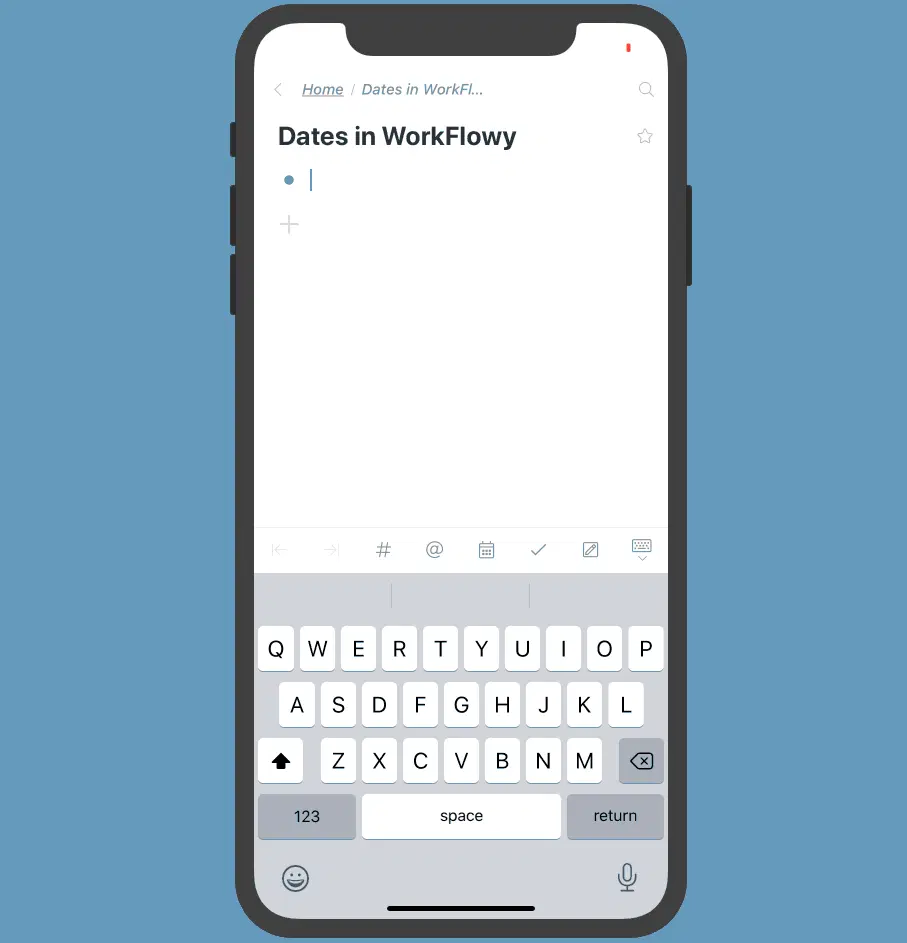 Home / Dates in WorkFl...
Dates in WorkFlowy
# @
Q W E R T Y U I O P
A S D F G H J K L
Z X C V B N M
123 space return